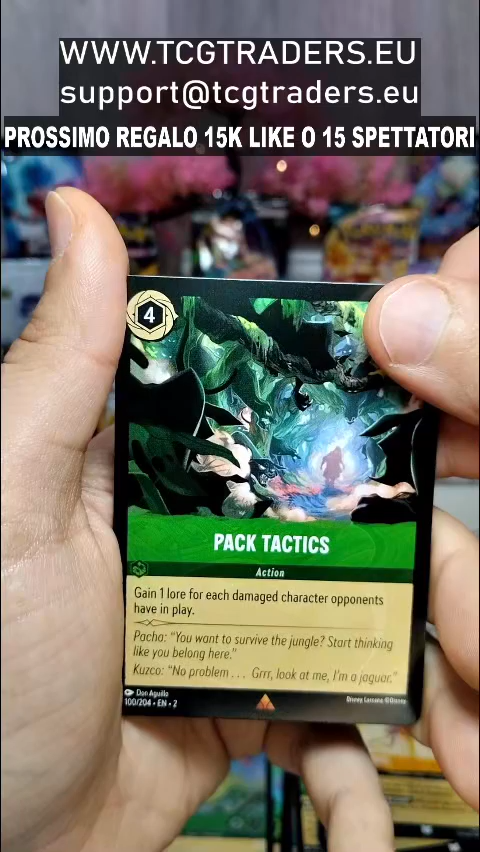 WWW.TCGTRADERS.EU
support@tcgtraders.eu
PROSSIMO REGALO 15K LIKE O 15 SPETTATORI
4
PACK TACTICS
Action
Gain 1 lore for each damaged character opponents
have in play.
Pacha: "You want to survive the jungle? Start thinking
like you belong here."
Kuzco: "No problem . . . Grrr, look at me, I'm a jaguar."
Don Aguillo
100/204 • EN • 2
Disney Lorcana ©Disney